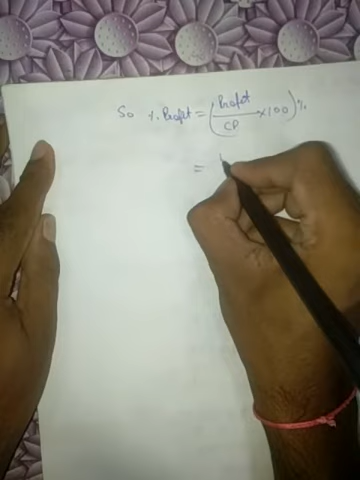 So %. Profit = (Profit/CP × 100)%
=